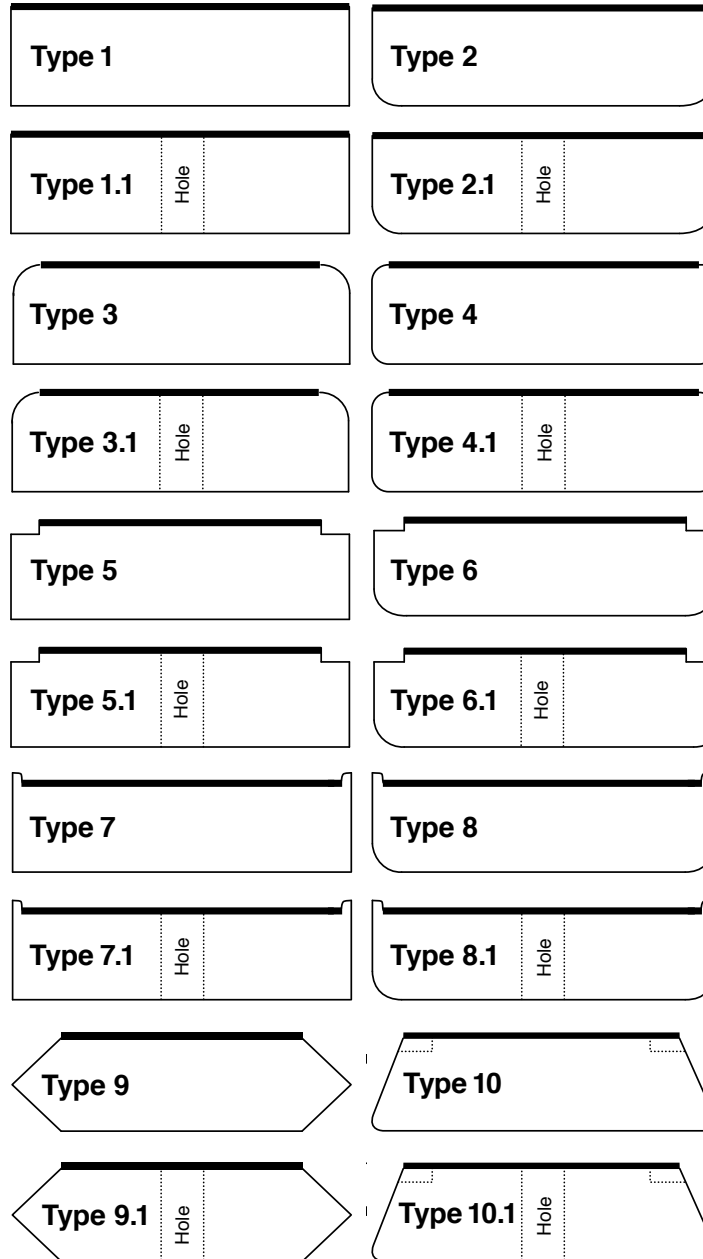 Type 1
Type 2
Type 1.1 Hole
Type 2.1 Hole
Type 3
Type 4
Type 3.1 Hole
Type 4.1 Hole
Type 5
Type 6
Type 5.1 Hole
Type 6.1 Hole
Type 7
Type 8
Type 7.1 Hole
Type 8.1 Hole
Type 9
Type 10
Type 9.1 Hole
Type 10.1 Hole